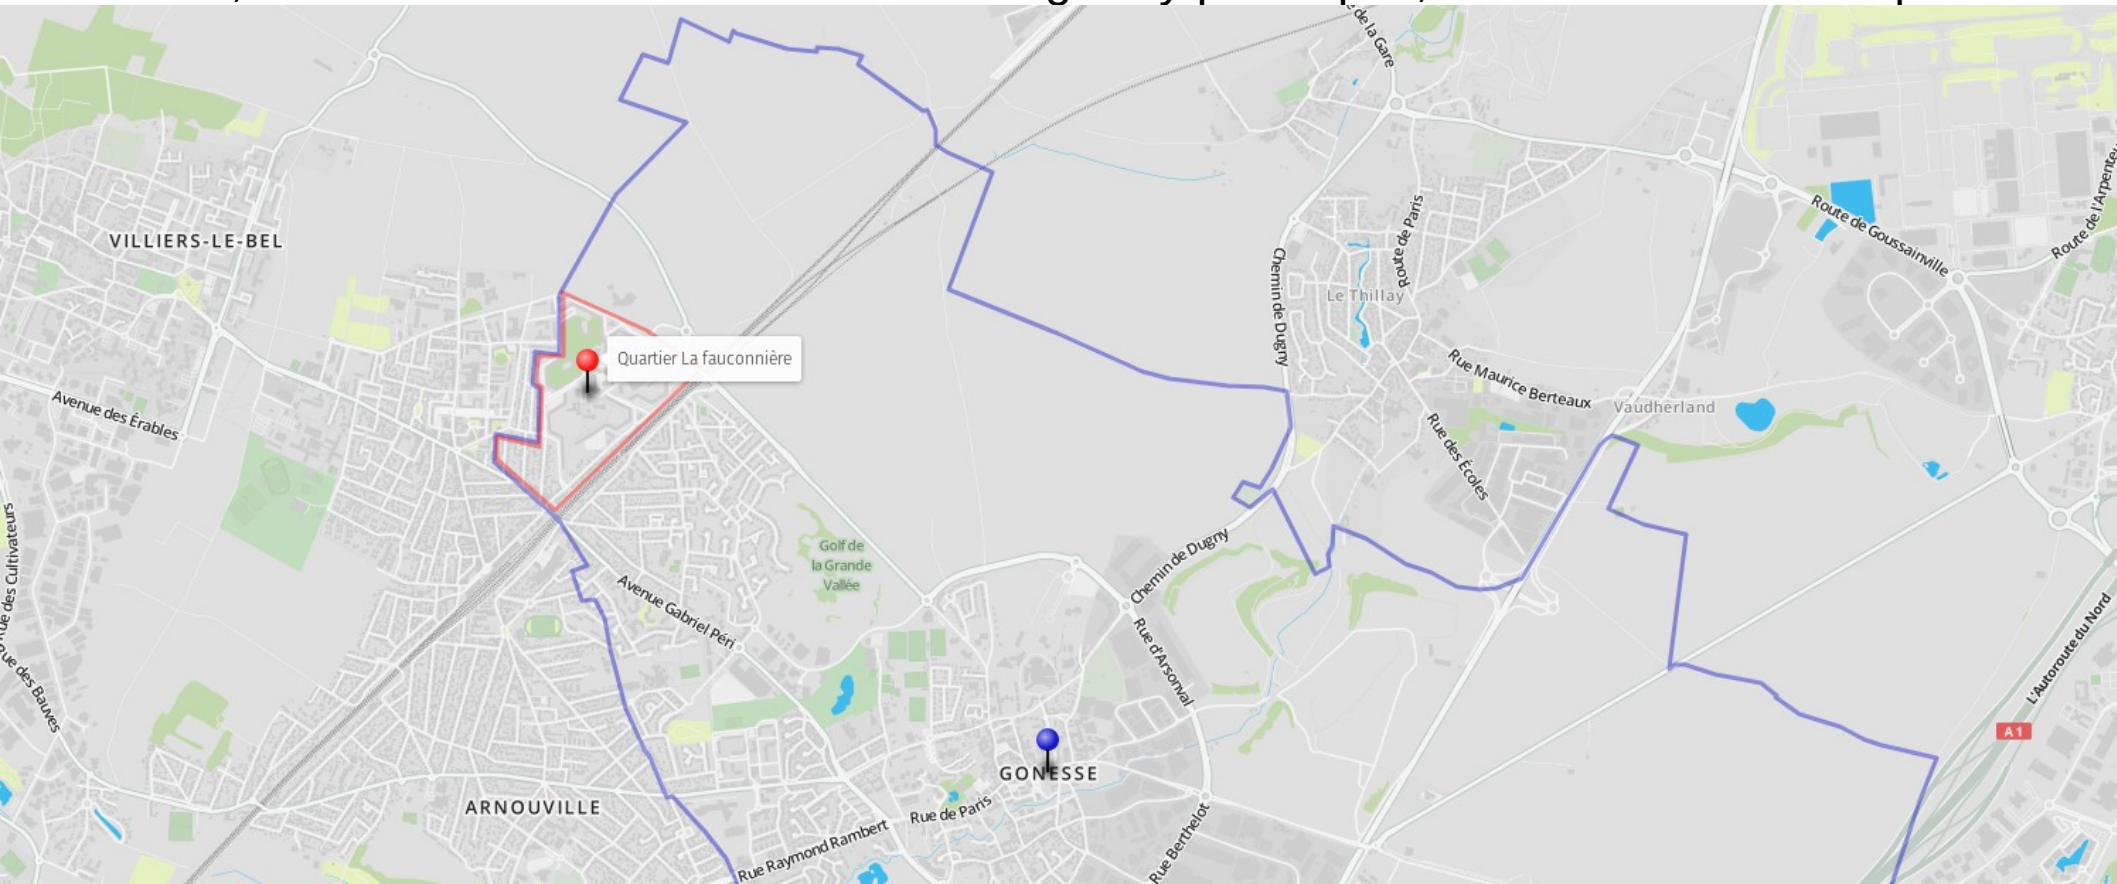 de la Gare
VILLIERS-LE-BEL
Route de Paris
Route de Goussainville
Route de l'Arpenteur
Chemin de Dugny
Le Thillay
Quartier La fauconnière
Rue Maurice Berteaux
Vaudherland
Avenue des Érables
Rue des Écoles
Rue des Cultivateurs
Golf de
la Grande
Vallée
Chemin de Dugny
Avenue Gabriel Péri
Rue d'Arsonval
L'Autoroute du Nord
Rue des Bauves
A 1
GONESSE
ARNOUVILLE
Rue de Paris
Rue Raymond Rambert
Rue Berthelot